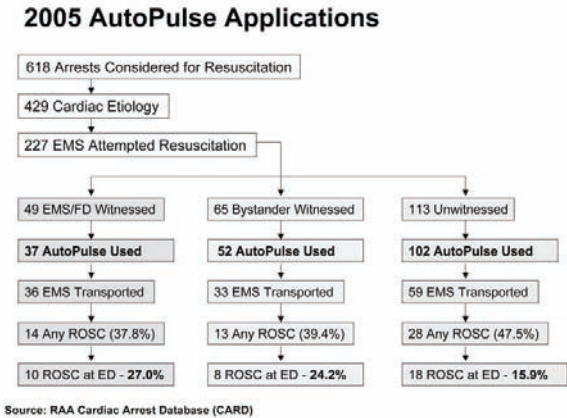 2005 AutoPulse Applications
618 Arrests Considered for Resuscitation
429 Cardiac Etiology
227 EMS Attempted Resuscitation
49 EMS/FD Witnessed
65 Bystander Witnessed
113 Unwitnessed
37 AutoPulse Used
52 AutoPulse Used
102 AutoPulse Used
36 EMS Transported
33 EMS Transported
59 EMS Transported
14 Any ROSC (37.8%)
13 Any ROSC (39.4%)
28 Any ROSC (47.5%)
10 ROSC at ED - 27.0%
8 ROSC at ED - 24.2%
18 ROSC at ED - 15.9%
Source: RAA Cardiac Arrest Database (CARD)